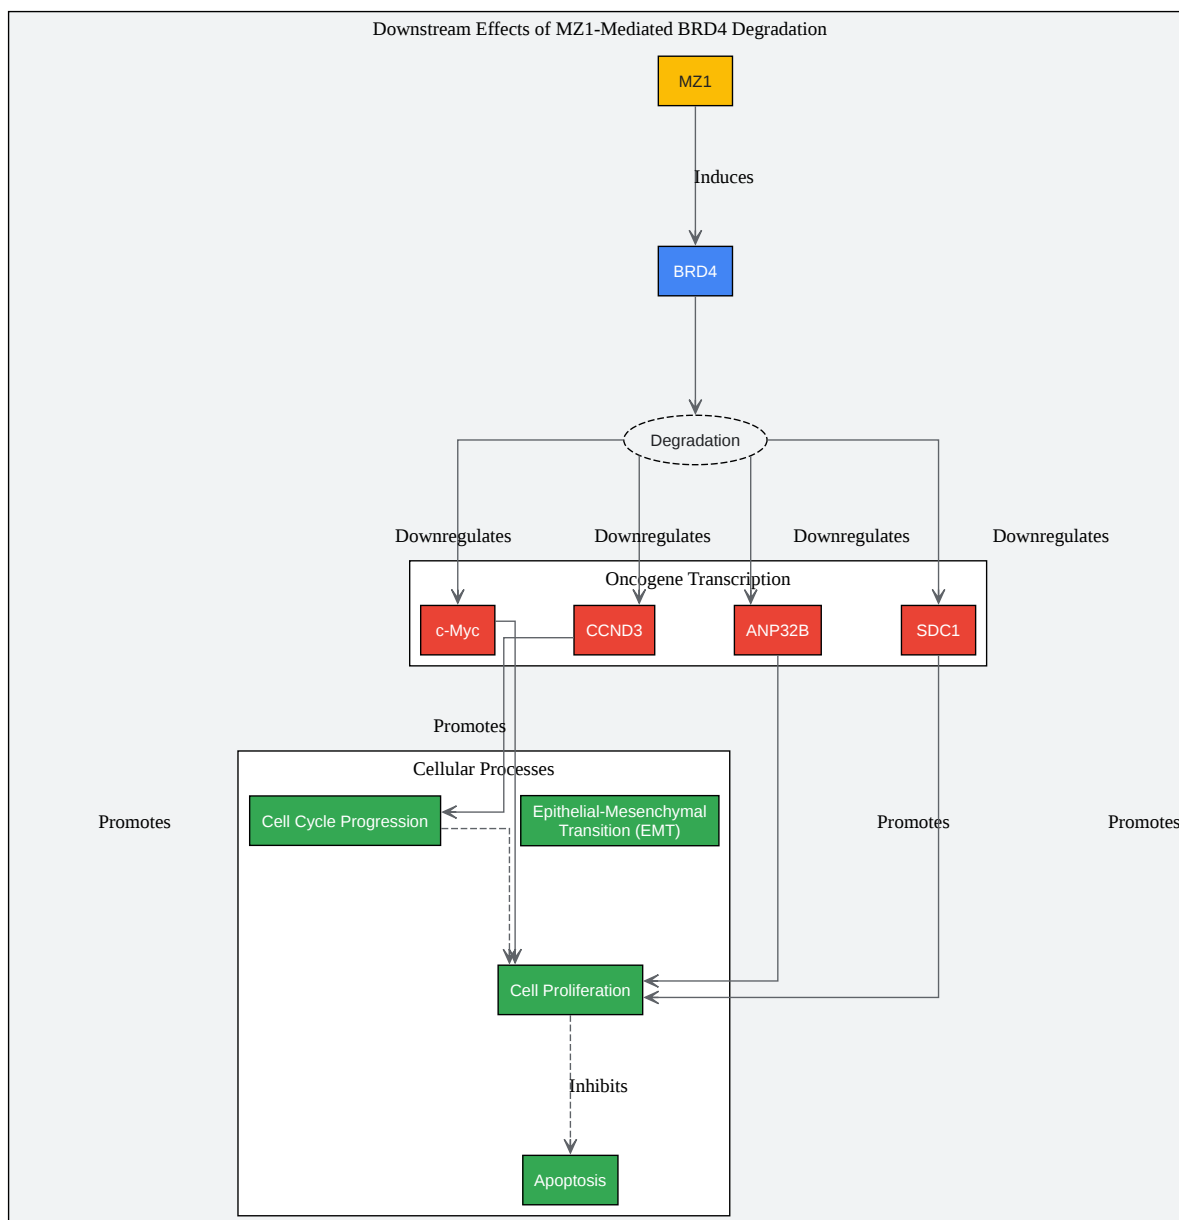 Downstream Effects of MZ1-Mediated BRD4 Degradation
MZ1
Induces
BRD4
Degradation
Downregulates
Downregulates
Downregulates
Downregulates
Oncogene Transcription
c-Myc
CCND3
ANP32B
SDC1
Promotes
Cellular Processes
Cell Cycle Progression
Epithelial-Mesenchymal
Transition (EMT)
Promotes
Promotes
Promotes
Cell Proliferation
Inhibits
Apoptosis